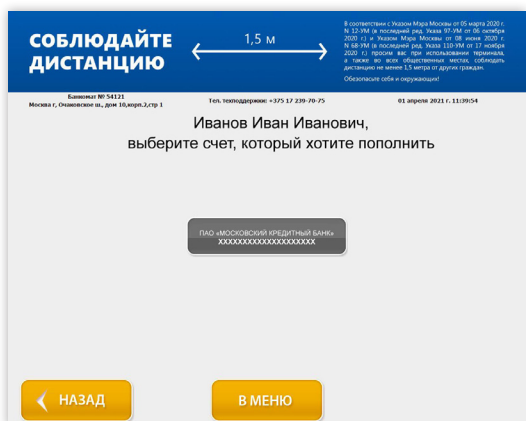 СОБЛЮДАЙТЕ
ДИСТАНЦИЮ
1,5 м
В соответствии с Указом Мэра Москвы от 05 марта 2020 г.
N 12-УМ (в последней ред. Указа 97-УМ от 06 октября
2020 г.) и Указом Мэра Москвы от 08 июня 2020 г.
N 68-УМ (в последней ред. Указа 110-УМ от 17 ноября
2020 г.) просим вас при использовании терминала,
а также во всех общественных местах, соблюдать
дистанцию не менее 1,5 метра от других граждан.
Обезопасьте себя и окружающих!
Банкомат № 54121
Москва г, Очаковское ш., дом 10,корп.2,стр 1
Тел. техподдержки: +375 17 239-70-75
01 апреля 2021 г. 11:39:54
Иванов Иван Иванович,
выберите счет, который хотите пополнить
ПАО «МОСКОВСКИЙ КРЕДИТНЫЙ БАНК»
XXXXXXXXXXXXXXXXXXXX
НАЗАД
В МЕНЮ